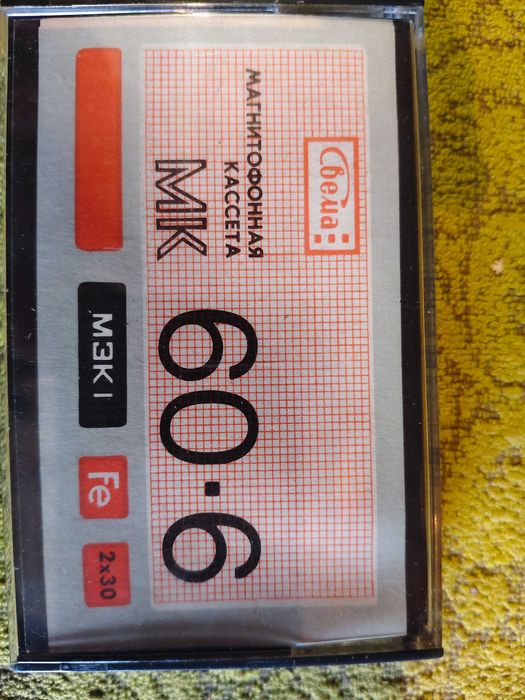 Свема
МАГНИТОФОННАЯ
КАССЕТА
МК
60·6
МЭК I
Fe
2x30